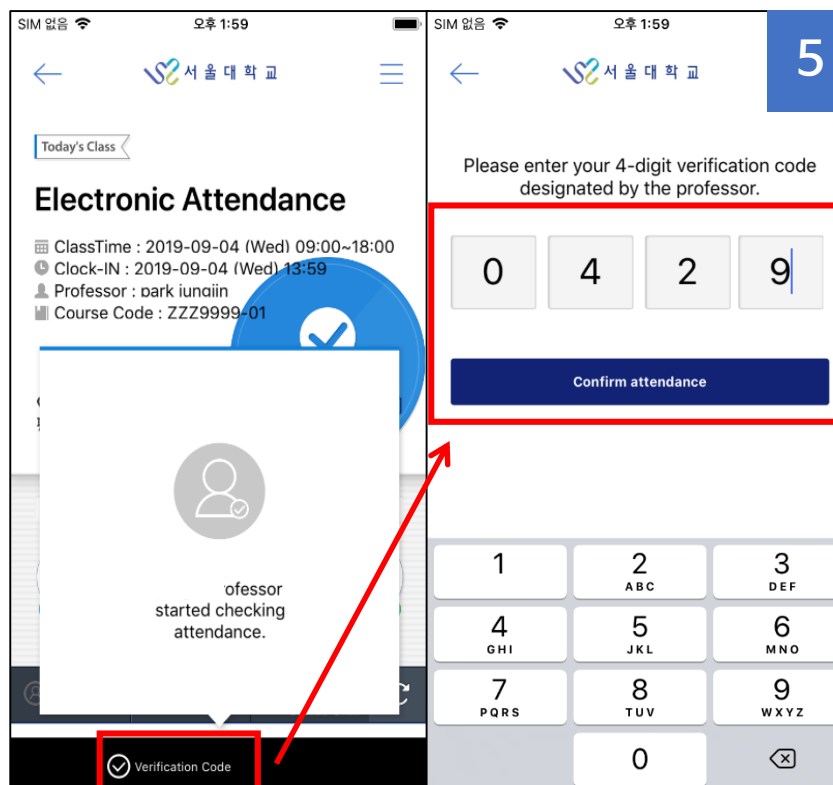 SIM 없음
오후 1:59
서울대학교
Today's Class
Electronic Attendance
ClassTime : 2019-09-04 (Wed) 09:00~18:00
Clock-IN : 2019-09-04 (Wed) 13:59
Professor : park jungjin
Course Code : ZZZ9999-01
ofessor
started checking
attendance.
Verification Code
SIM 없음
오후 1:59
5
서울대학교
Please enter your 4-digit verification code
designated by the professor.
0 4 2 9
Confirm attendance
1 2 3
ABC DEF
4 5 6
GHI JKL MNO
7 8 9
PQRS TUV WXYZ
0